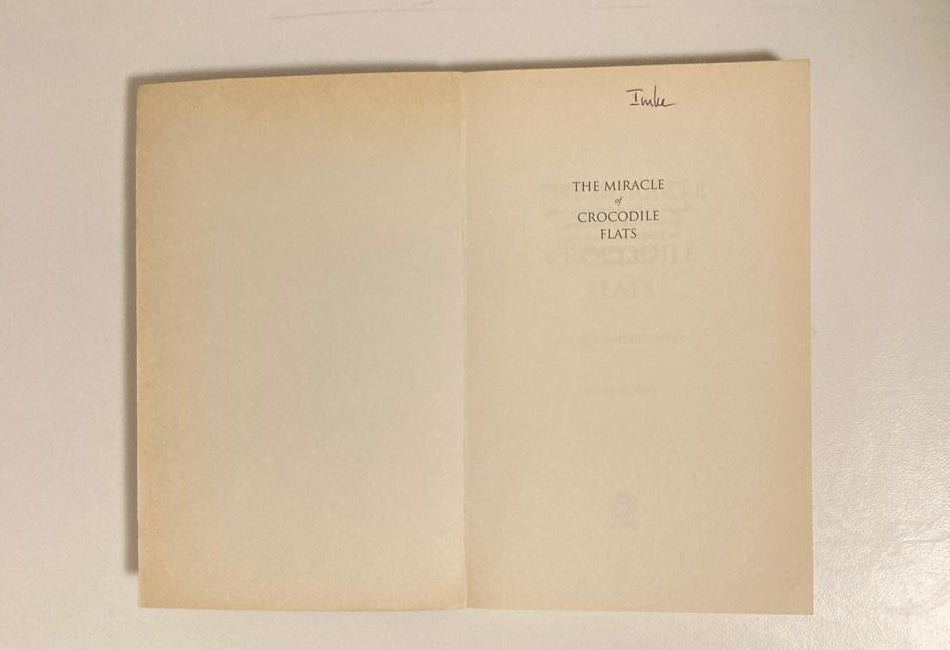 Imke
THE MIRACLE
of
CROCODILE
FLATS